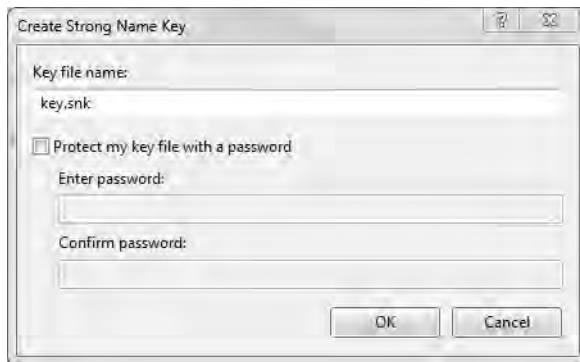 Create Strong Name Key
Key file name:
key.snk
Protect my key file with a password
Enter password:
Confirm password:
OK
Cancel